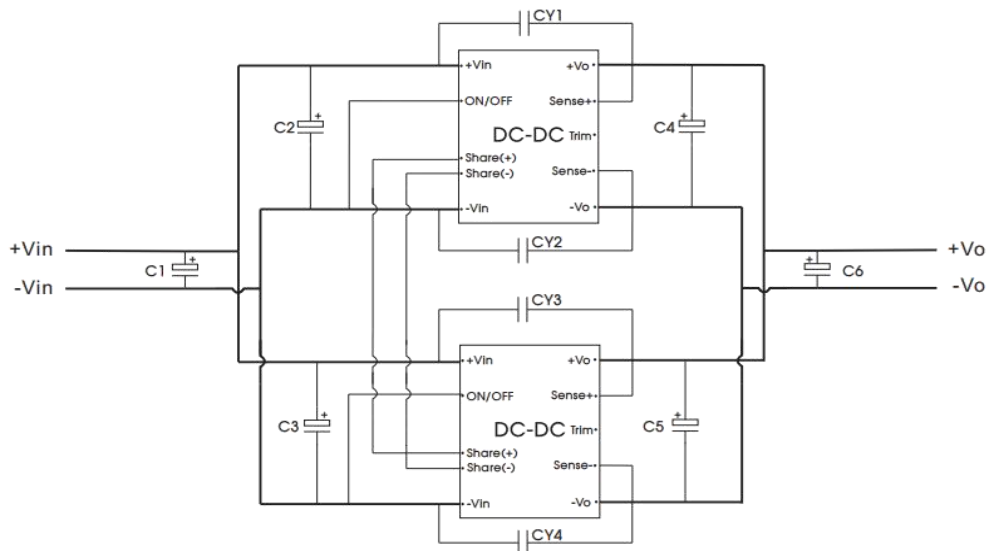 CY1
+Vin
+Vo
ON/OFF
Sense+
C2
+
DC-DC
Trim
C4
+
Share(+)
Share(-)
Sense-
-Vin
-Vo
CY2
+Vin
C1
+
+
C6
+Vo
-Vin
-Vo
CY3
+Vin
+Vo
ON/OFF
Sense+
C3
+
DC-DC
Trim
C5
+
Share(+)
Share(-)
Sense-
-Vin
-Vo
CY4